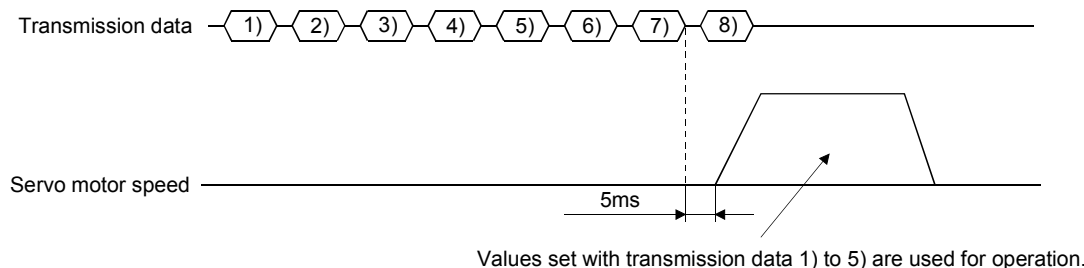 Transmission data 1) 2) 3) 4) 5) 6) 7) 8)
Servo motor speed
5ms
Values set with transmission data 1) to 5) are used for operation.